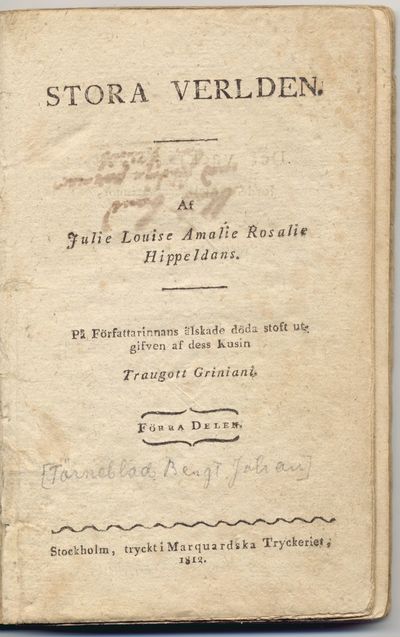 STORA VERLDEN.
Af
Julie Louise Amalie Rosalie
Hippeldans.
På Författarinnans älskade döda stoft ut-
gifven af dess Kusin
Traugott Griniani.
FÖRRA DELEN.
[Törneblad, Bengt Johan]
Stockholm, tryckt i Marquardska Tryckeriet,
1812.